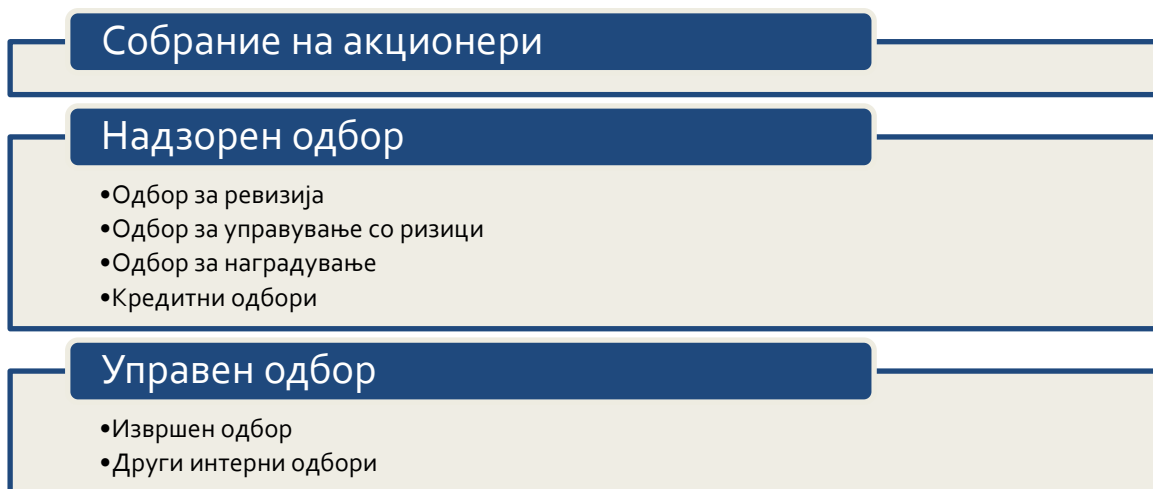 Собрание на акционери
Надзорен одбор
•Одбор за ревизија
•Одбор за управување со ризици
•Одбор за наградување
•Кредитни одбори
Управен одбор
•Извршен одбор
•Други интерни одбори